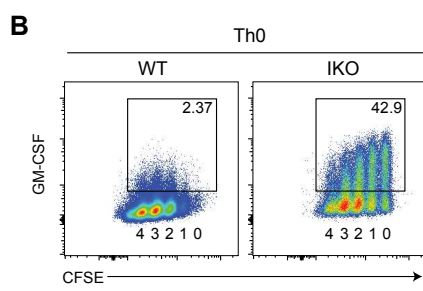 B
Th0
WT
IKO
GM-CSF
2.37
42.9
4 3 2 1 0
4 3 2 1 0
CFSE